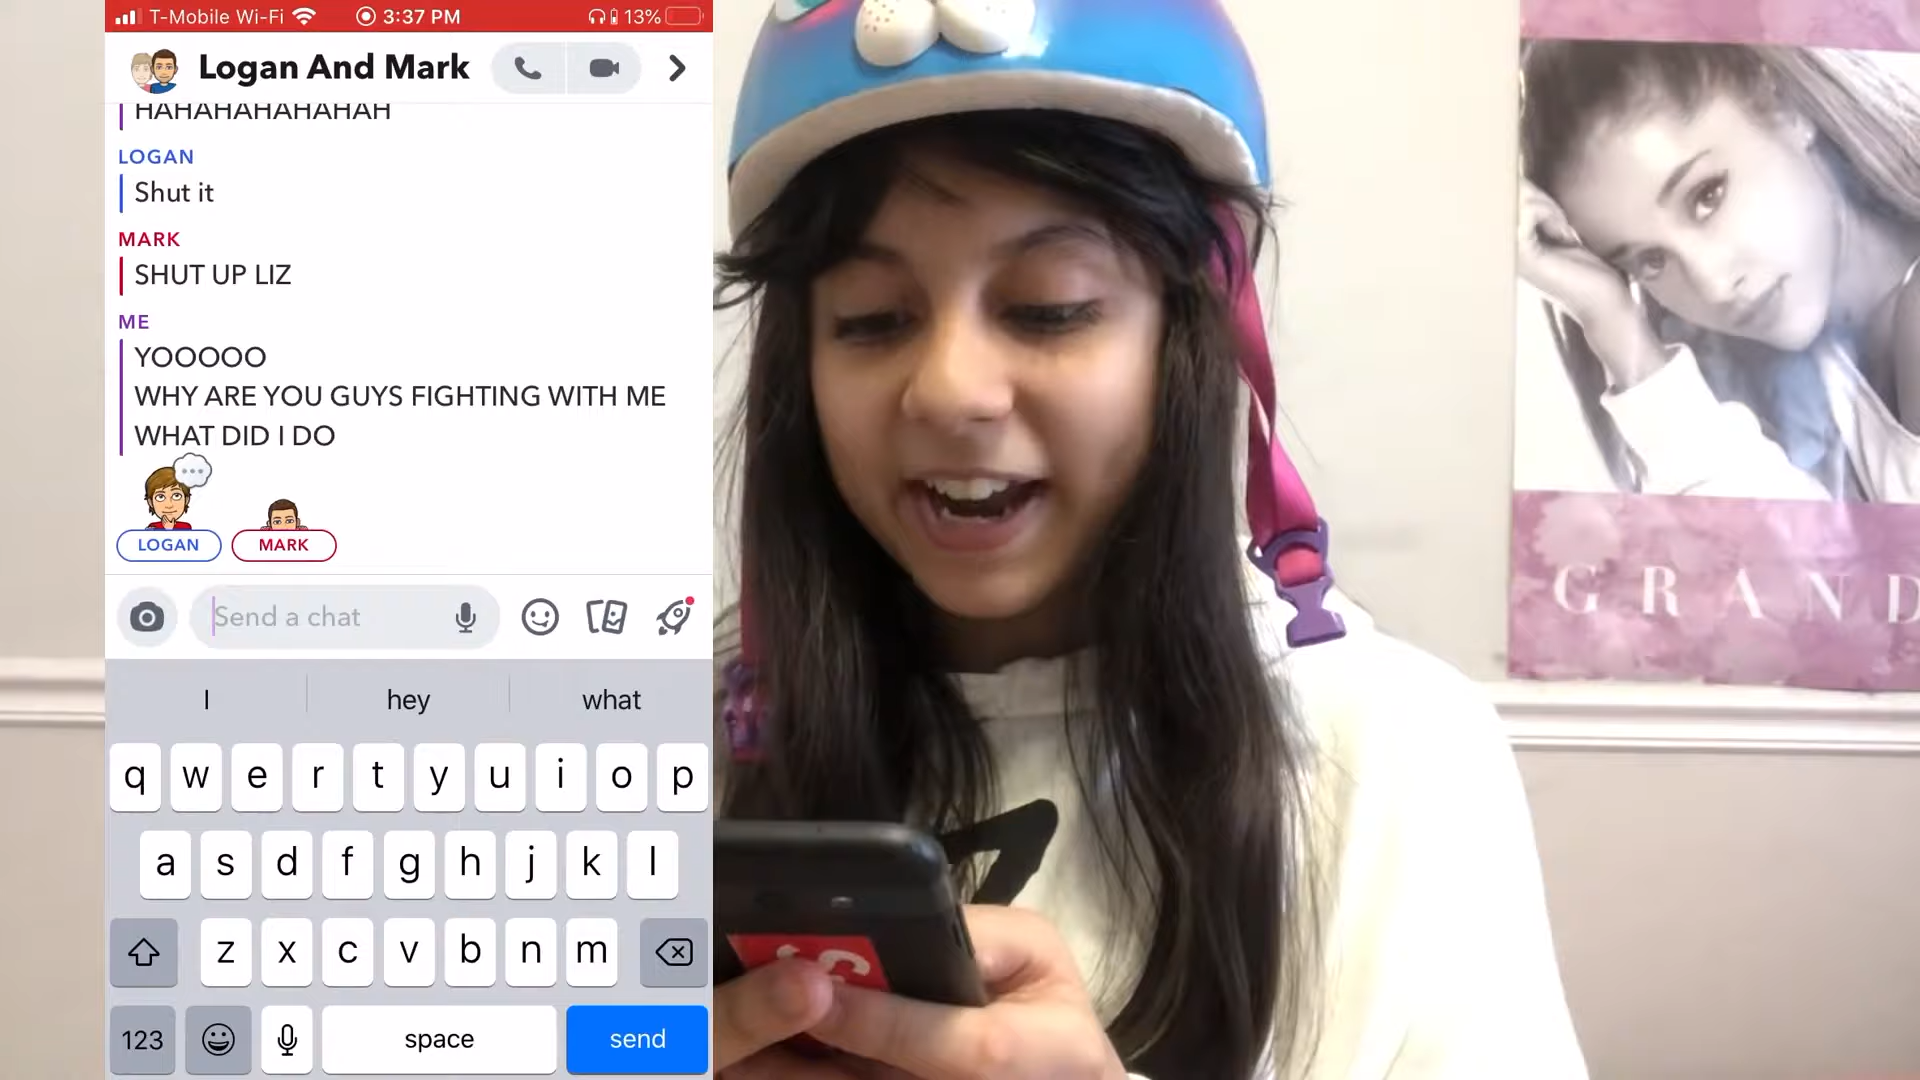 T-Mobile Wi-Fi 3:37 PM 13%
Logan And Mark
HAHAHAHAHAHAH
LOGAN
Shut it
MARK
SHUT UP LIZ
ME
YOOOOO
WHY ARE YOU GUYS FIGHTING WITH ME
WHAT DID I DO
LOGAN MARK
Send a chat
I hey what
q w e r t y u i o p
a s d f g h j k l
z x c v b n m
123 space send
GRAND